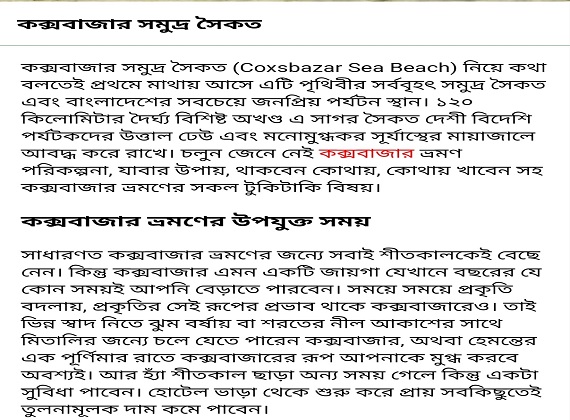 কক্সবাজার সমুদ্র সৈকত
কক্সবাজার সমুদ্র সৈকত (Coxsbazar Sea Beach) নিয়ে কথা
বলতেই প্রথমে মাথায় আসে এটি পৃথিবীর সর্ববৃহৎ সমুদ্র সৈকত
এবং বাংলাদেশের সবচেয়ে জনপ্রিয় পর্যটন স্থান। ১২০
কিলোমিটার দৈর্ঘ্য বিশিষ্ট অখণ্ড এ সাগর সৈকত দেশী বিদেশি
পর্যটকদের উত্তাল ঢেউ এবং মনোমুগ্ধকর সূর্যাস্থের মায়াজালে
আবদ্ধ করে রাখে। চলুন জেনে নেই কক্সবাজার ভ্রমণ
পরিকল্পনা, যাবার উপায়, থাকবেন কোথায়, কোথায় খাবেন সহ
কক্সবাজার ভ্রমণের সকল টুকিটাকি বিষয়।
কক্সবাজার ভ্রমণের উপযুক্ত সময়
সাধারণত কক্সবাজার ভ্রমণের জন্যে সবাই শীতকালকেই বেছে
নেন। কিন্তু কক্সবাজার এমন একটি জায়গা যেখানে বছরের যে
কোন সময়ই আপনি বেড়াতে পারবেন। সময়ে সময়ে প্রকৃতি
বদলায়, প্রকৃতির সেই রূপের প্রভাব থাকে কক্সবাজারেও। তাই
ভিন্ন স্বাদ নিতে ঝুম বর্ষায় বা শরতের নীল আকাশের সাথে
মিতালির জন্যে চলে যেতে পারেন কক্সবাজার, অথবা হেমন্তের
এক পূর্ণিমার রাতে কক্সবাজারের রূপ আপনাকে মুগ্ধ করবে
অবশ্যই। আর হ্যাঁ শীতকাল ছাড়া অন্য সময় গেলে কিন্তু একটা
সুবিধা পাবেন। হোটেল ভাড়া থেকে শুরু করে প্রায় সবকিছুতেই
তুলনামূলক দাম কমে পাবেন।